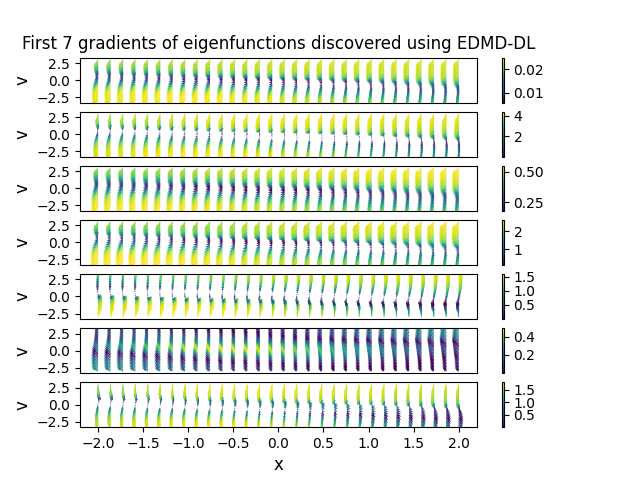 First 7 gradients of eigenfunctions discovered using EDMD-DL
v 2.5 0.0 −2.5 0.02 0.01
v 2.5 0.0 −2.5 4 2
v 2.5 0.0 −2.5 0.50 0.25
v 2.5 0.0 −2.5 2 1
v 2.5 0.0 −2.5 1.5 1.0 0.5
v 2.5 0.0 −2.5 0.4 0.2
v 2.5 0.0 −2.5 1.5 1.0 0.5
−2.0 −1.5 −1.0 −0.5 0.0 0.5 1.0 1.5 2.0
x